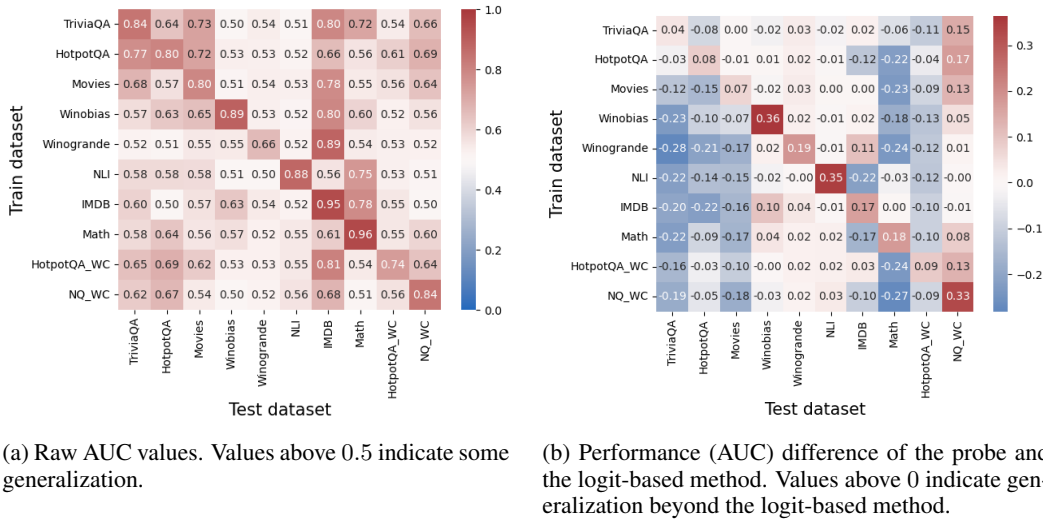 TriviaQA 0.84 0.64 0.73 0.50 0.54 0.51 0.80 0.72 0.54 0.66
HotpotQA 0.77 0.80 0.72 0.53 0.53 0.52 0.66 0.56 0.61 0.69
Movies 0.68 0.57 0.80 0.51 0.54 0.53 0.78 0.55 0.57 0.64
Winobias 0.57 0.63 0.65 0.89 0.53 0.52 0.80 0.60 0.52 0.56
Winogrande 0.52 0.51 0.55 0.55 0.66 0.52 0.89 0.54 0.53 0.52
NLI 0.58 0.58 0.58 0.51 0.50 0.88 0.56 0.75 0.53 0.51
IMDB 0.60 0.50 0.57 0.63 0.54 0.52 0.95 0.78 0.55 0.50
Math 0.58 0.64 0.56 0.57 0.52 0.55 0.61 0.96 0.55 0.60
HotpotQA_WC 0.65 0.69 0.62 0.53 0.53 0.55 0.81 0.54 0.74 0.64
NQ_WC 0.62 0.67 0.54 0.50 0.52 0.56 0.68 0.51 0.56 0.84
Train dataset
TriviaQA HotpotQA Movies Winobias Winogrande NLI IMDB Math HotpotQA_WC NQ_WC
Test dataset
1.0
0.8
0.6
0.4
0.2
0.0
(a) Raw AUC values. Values above 0.5 indicate some
generalization.
TriviaQA 0.04 -0.08 0.00 -0.02 0.03 -0.02 0.02 -0.06 -0.11 0.15
HotpotQA -0.03 0.08 -0.01 0.01 0.02 -0.01 -0.12 -0.22 -0.04 0.17
Movies -0.12 -0.15 0.07 -0.02 0.03 0.00 0.00 -0.23 -0.09 0.13
Winobias -0.23 -0.10 -0.07 0.36 0.02 -0.01 0.02 -0.18 -0.13 0.05
Winogrande -0.28 -0.21 -0.17 0.02 0.19 -0.01 0.11 -0.24 -0.12 0.01
NLI -0.22 -0.14 -0.15 -0.02 -0.00 0.35 -0.22 -0.03 -0.12 -0.00
IMDB -0.20 -0.22 -0.16 0.10 0.04 -0.01 0.17 0.00 -0.10 -0.01
Math -0.22 -0.09 -0.17 0.04 0.02 0.02 -0.17 0.18 -0.10 0.08
HotpotQA_WC -0.16 -0.03 -0.10 -0.00 0.02 0.02 0.03 -0.24 0.09 0.13
NQ_WC -0.19 -0.05 -0.18 -0.03 0.02 0.03 -0.10 -0.27 -0.09 0.33
Train dataset
TriviaQA HotpotQA Movies Winobias Winogrande NLI IMDB Math HotpotQA_WC NQ_WC
Test dataset
0.3
0.2
0.1
0.0
−0.1
−0.2
(b) Performance (AUC) difference of the probe and
the logit-based method. Values above 0 indicate gen-
eralization beyond the logit-based method.